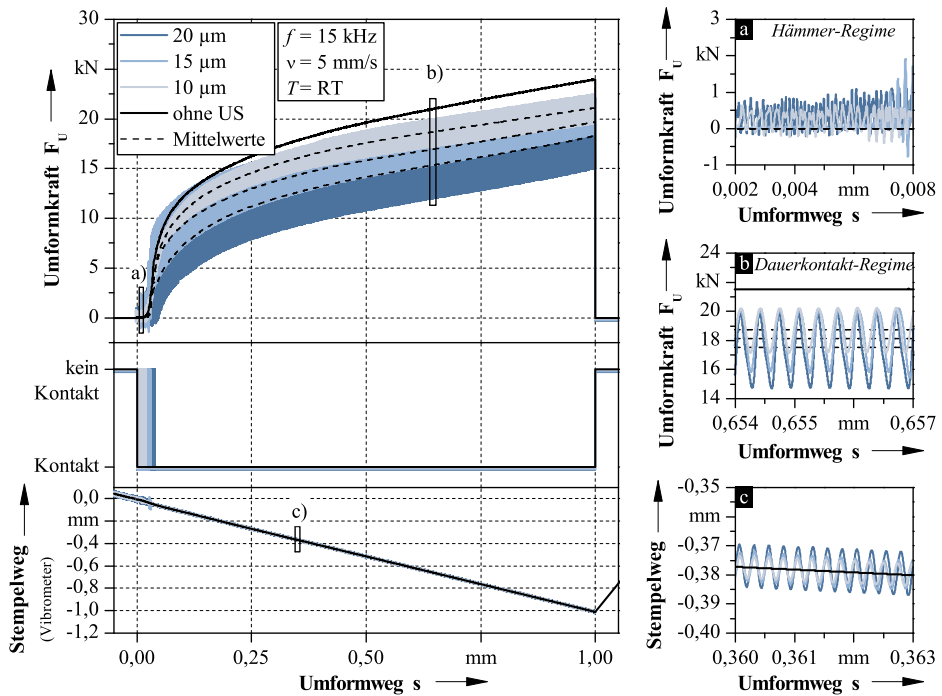 30
kN
20
15
10
5
0
Umformkraft F_U
20 µm
15 µm
10 µm
ohne US
Mittelwerte
f = 15 kHz
ν = 5 mm/s
T = RT
a)
b)
kein
Kontakt
Kontakt
0,0
mm
-0,4
-0,6
-0,8
-1,0
-1,2
Stempelweg
(Vibrometer)
c)
0,00
0,25
0,50
mm
1,00
Umformweg s
a
Hämmer-Regime
3
kN
1
0
-1
Umformkraft F_U
0,002
0,004
mm
0,008
Umformweg s
b
Dauerkontakt-Regime
24
kN
20
18
16
14
Umformkraft F_U
0,654
0,655
mm
0,657
Umformweg s
c
-0,35
mm
-0,38
-0,37
-0,40
Stempelweg
0,360
0,361
mm
0,363
Umformweg s